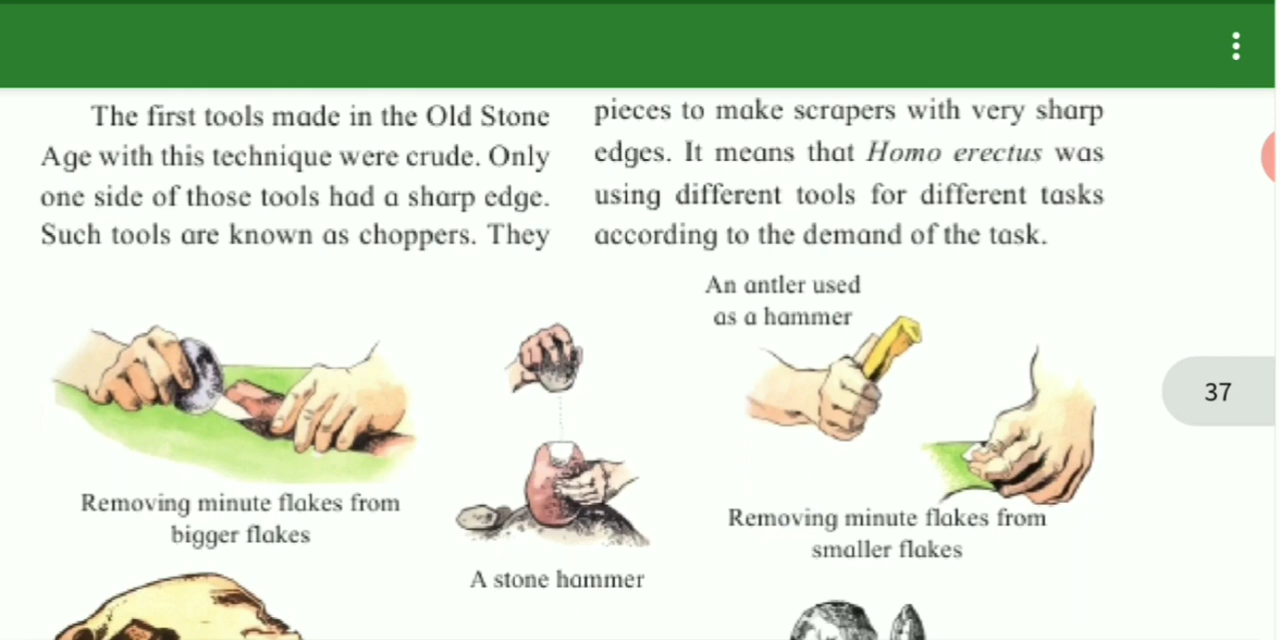 The first tools made in the Old Stone
Age with this technique were crude. Only
one side of those tools had a sharp edge.
Such tools are known as choppers. They
pieces to make scrapers with very sharp
edges. It means that Homo erectus was
using different tools for different tasks
according to the demand of the task.
An antler used
as a hammer
37
Removing minute flakes from
bigger flakes
A stone hammer
Removing minute flakes from
smaller flakes